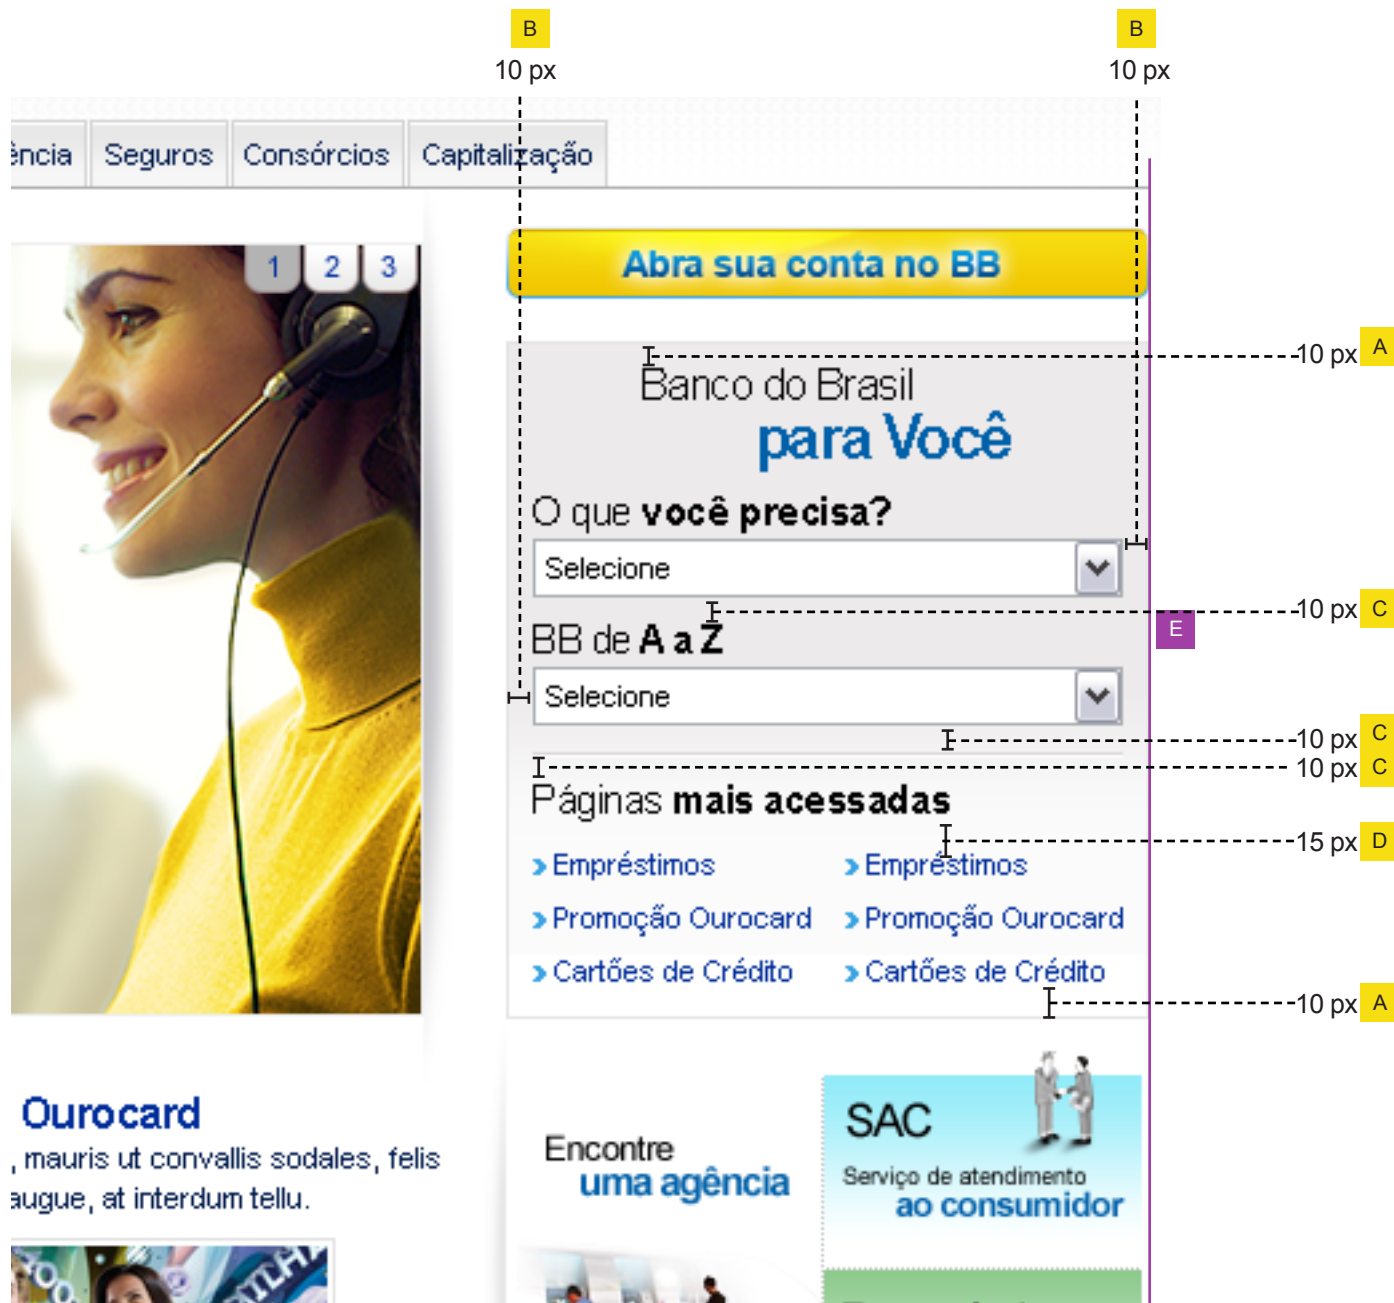 B B
10 px 10 px
ência Seguros Consórcios Capitalização
1 2 3
Abra sua conta no BB
10 px A
Banco do Brasil
para Você
O que você precisa?
Selecione
10 px C
E
BB de A a Z
Selecione
10 px C
10 px C
Páginas mais acessadas
15 px D
Empréstimos Empréstimos
Promoção Ourocard Promoção Ourocard
Cartões de Crédito Cartões de Crédito
10 px A
Ourocard
, mauris ut convallis sodales, felis
augue, at interdum tellu.
Encontre
uma agência
SAC
Serviço de atendimento
ao consumidor